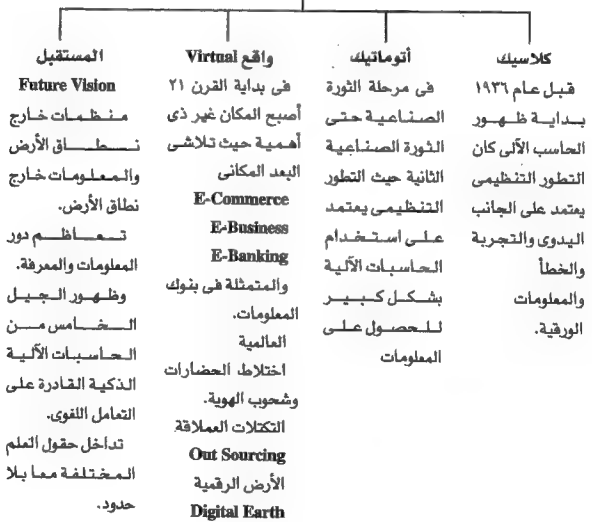 كلاسيك
قبل عام ١٩٣٦
بداية ظهور
الحاسب الآلى كان
التطور التنظيمى
يعتمد على الجانب
اليدوى والتجربة
والخطأ
والمعلومات
الورقية.
أتوماتيك
فى مرحلة الثورة
الصناعية حتى
الثورة الصناعية
الثانية حيث التطور
التنظيمى يعتمد
على استخدام
الحاسبات الآلية
بشكل كبير
للحصول على
المعلومات
واقع Virtual
فى بداية القرن ٢١
أصبح المكان غير ذى
أهمية حيث تلاشى
البعد المكانى
E-Commerce
E-Business
E-Banking
والمتمثلة فى بنوك
المعلومات.
العالمية
اختلاط الحضارات
وشحوب الهوية.
التكتلات العملاقة
Out Sourcing
الأرض الرقمية
Digital Earth
المستقبل
Future Vision
منظمات خارج
نطاق الأرض
والمعلومات خارج
نطاق الأرض.
تعاظم دور
المعلومات والمعرفة.
وظهور الجيل
الخامس من
الحاسبات الآلية
الذكية القادرة على
التعامل اللغوى.
تداخل حقول العلم
المختلفة معا بلا
حدود.